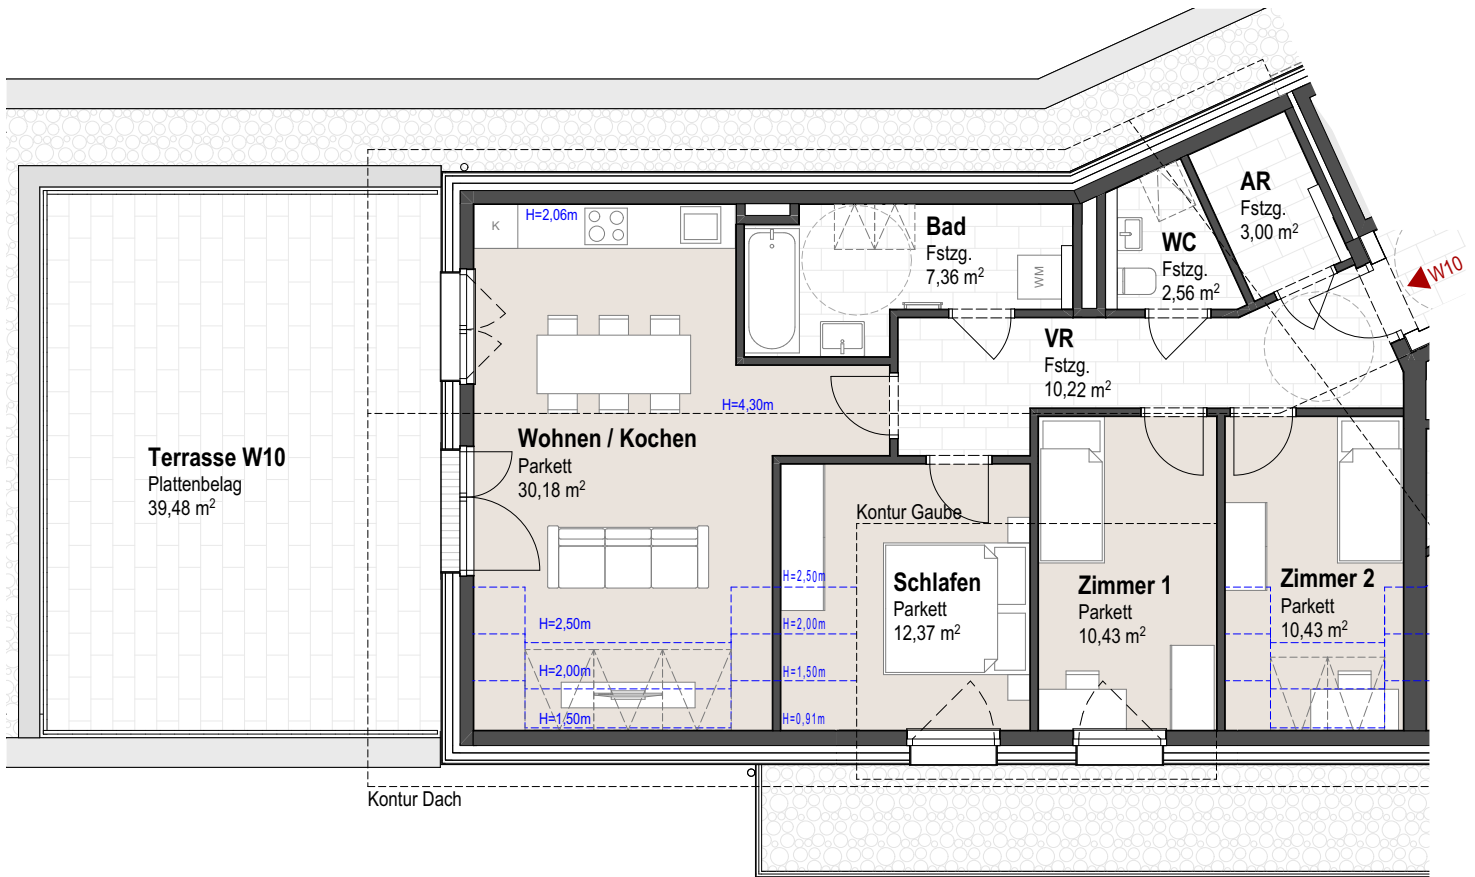 AR
Fstzg.
3,00 m²
K
H=2,06m
Bad
Fstzg.
7,36 m²
WM
WC
Fstzg.
2,56 m²
W10
VR
Fstzg.
10,22 m²
H=4,30m
Wohnen / Kochen
Parkett
30,18 m²
Terrasse W10
Plattenbelag
39,48 m²
Kontur Gaube
Schlafen
Parkett
12,37 m²
Zimmer 1
Parkett
10,43 m²
Zimmer 2
Parkett
10,43 m²
H=2,50m
H=2,00m
H=1,50m
H=2,50m
H=2,00m
H=1,50m
H=0,91m
Kontur Dach